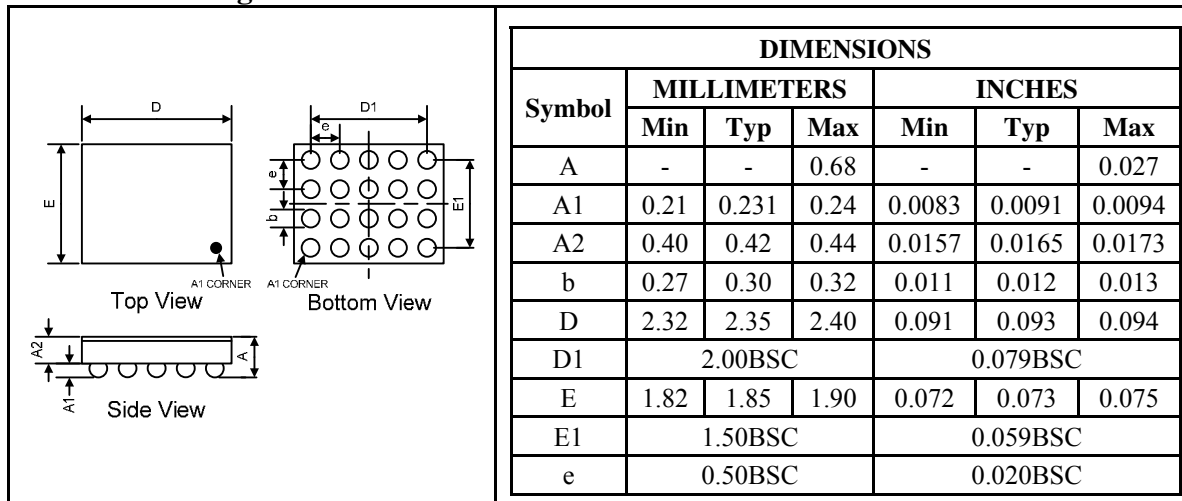 D
E
A1 CORNER
Top View
D1
e
e
b
E1
A1 CORNER
Bottom View
A2
A1
A
Side View
DIMENSIONS
Symbol MILLIMETERS INCHES
Min Typ Max Min Typ Max
A - - 0.68 - - 0.027
A1 0.21 0.231 0.24 0.0083 0.0091 0.0094
A2 0.40 0.42 0.44 0.0157 0.0165 0.0173
b 0.27 0.30 0.32 0.011 0.012 0.013
D 2.32 2.35 2.40 0.091 0.093 0.094
D1 2.00BSC 0.079BSC
E 1.82 1.85 1.90 0.072 0.073 0.075
E1 1.50BSC 0.059BSC
e 0.50BSC 0.020BSC